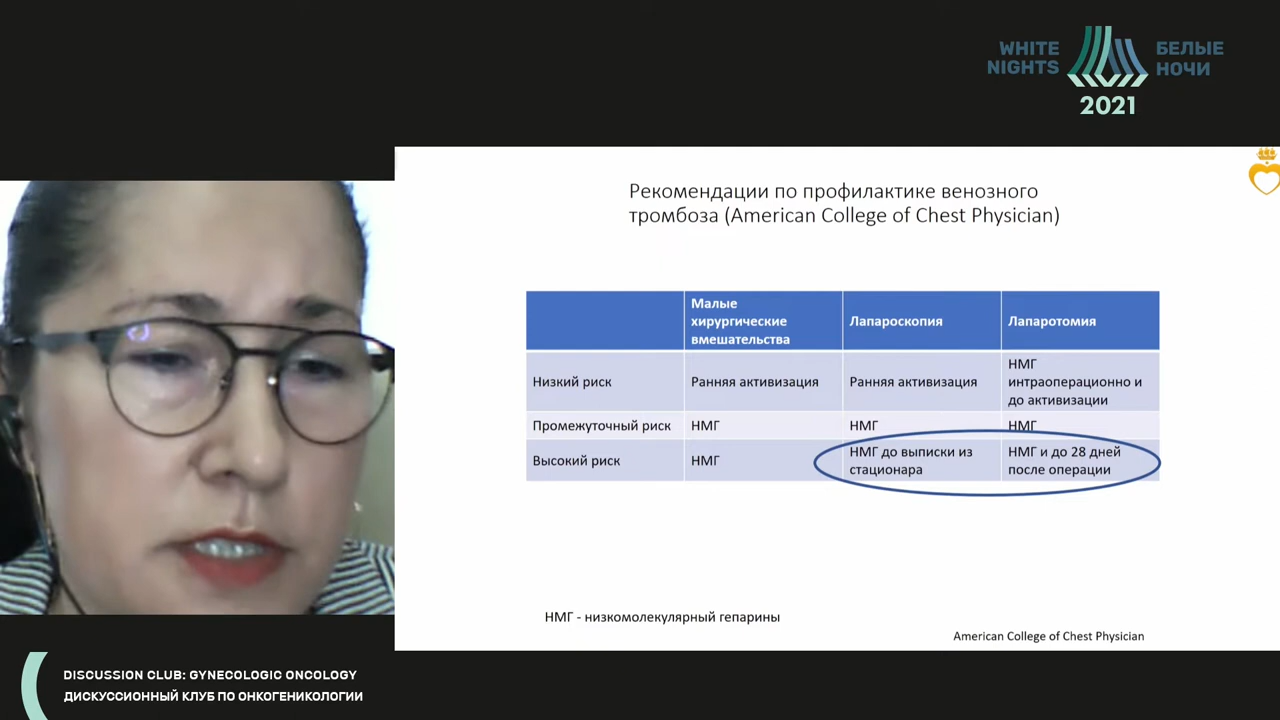 WHITE
NIGHTS
БЕЛЫЕ
НОЧИ
2021
Рекомендации по профилактике венозного
тромбоза (American College of Chest Physician)
Малые
хирургические
вмешательства
Лапароскопия
Лапаротомия
Низкий риск
Ранняя активизация
Ранняя активизация
НМГ
интраоперационно и
до активизации
Промежуточный риск
НМГ
НМГ
НМГ
Высокий риск
НМГ
НМГ до выписки из
стационара
НМГ и до 28 дней
после операции
НМГ - низкомолекулярный гепарины
American College of Chest Physician
DISCUSSION CLUB: GYNECOLOGIC ONCOLOGY
ДИСКУССИОННЫЙ КЛУБ ПО ОНКОГЕНИКОЛОГИИ